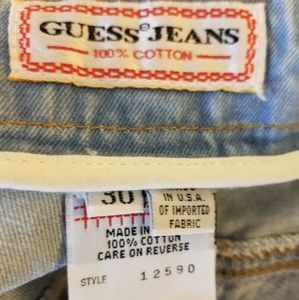 GUESS JEANS
100% COTTON
30
IN U.S.A.
OF IMPORTED
FABRIC
MADE IN
100% COTTON
CARE ON REVERSE
STYLE 12590